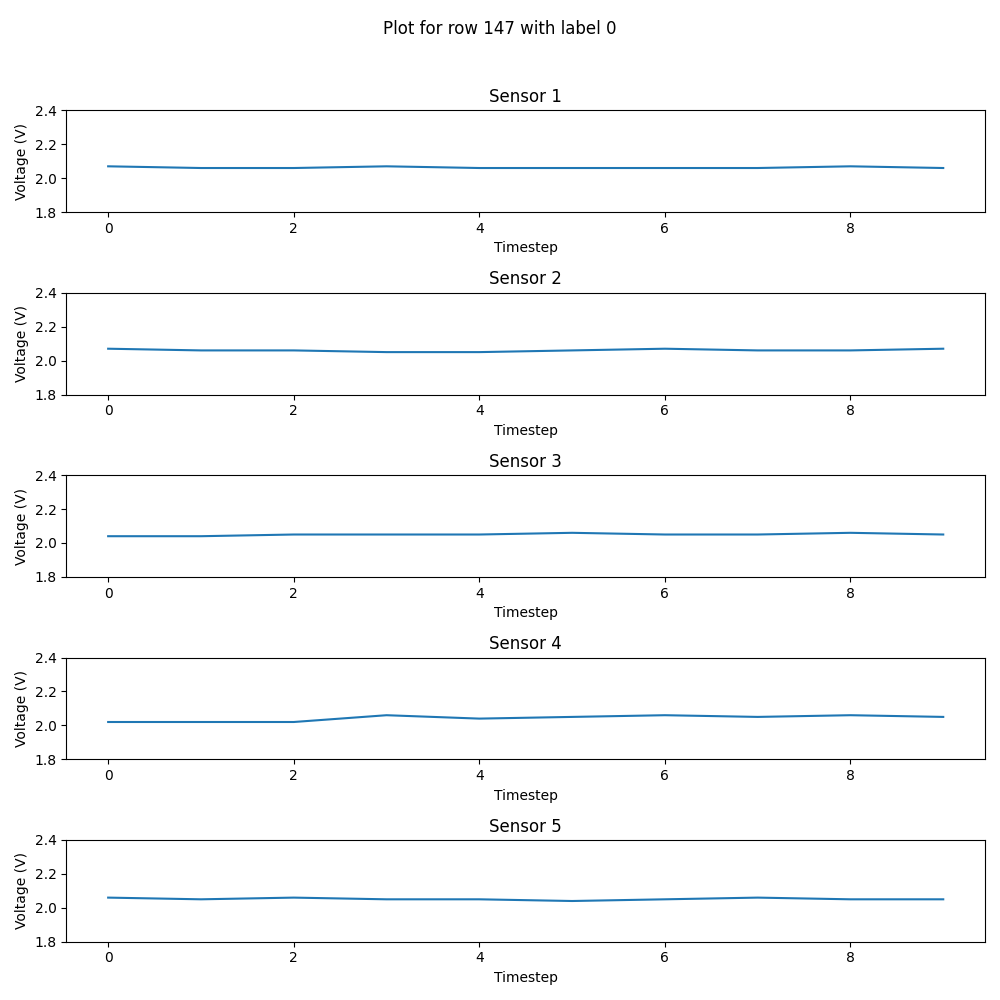 Plot for row 147 with label 0
Sensor 1
2.4
2.2
2.0
1.8
Voltage (V)
0 2 4 6 8
Timestep
Sensor 2
2.4
2.2
2.0
1.8
Voltage (V)
0 2 4 6 8
Timestep
Sensor 3
2.4
2.2
2.0
1.8
Voltage (V)
0 2 4 6 8
Timestep
Sensor 4
2.4
2.2
2.0
1.8
Voltage (V)
0 2 4 6 8
Timestep
Sensor 5
2.4
2.2
2.0
1.8
Voltage (V)
0 2 4 6 8
Timestep